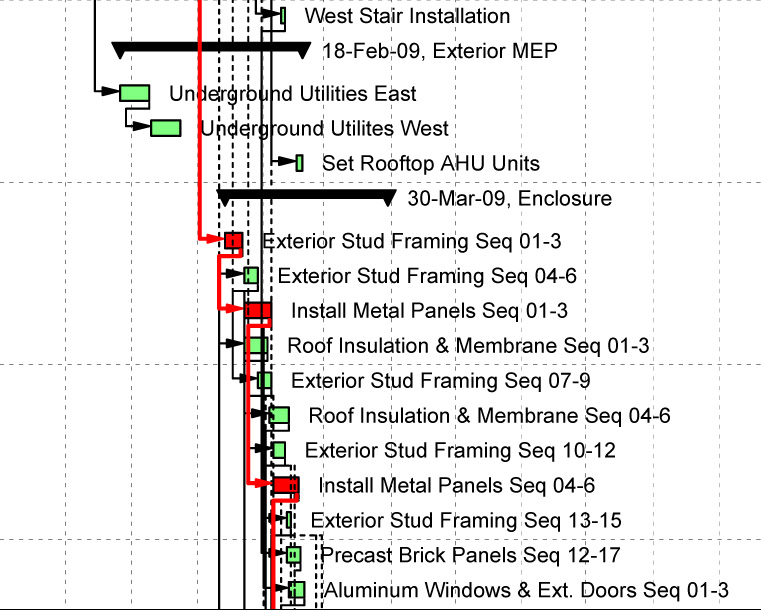 West Stair Installation
18-Feb-09, Exterior MEP
Underground Utilities East
Underground Utilites West
Set Rooftop AHU Units
30-Mar-09, Enclosure
Exterior Stud Framing Seq 01-3
Exterior Stud Framing Seq 04-6
Install Metal Panels Seq 01-3
Roof Insulation & Membrane Seq 01-3
Exterior Stud Framing Seq 07-9
Roof Insulation & Membrane Seq 04-6
Exterior Stud Framing Seq 10-12
Install Metal Panels Seq 04-6
Exterior Stud Framing Seq 13-15
Precast Brick Panels Seq 12-17
Aluminum Windows & Ext. Doors Seq 01-3